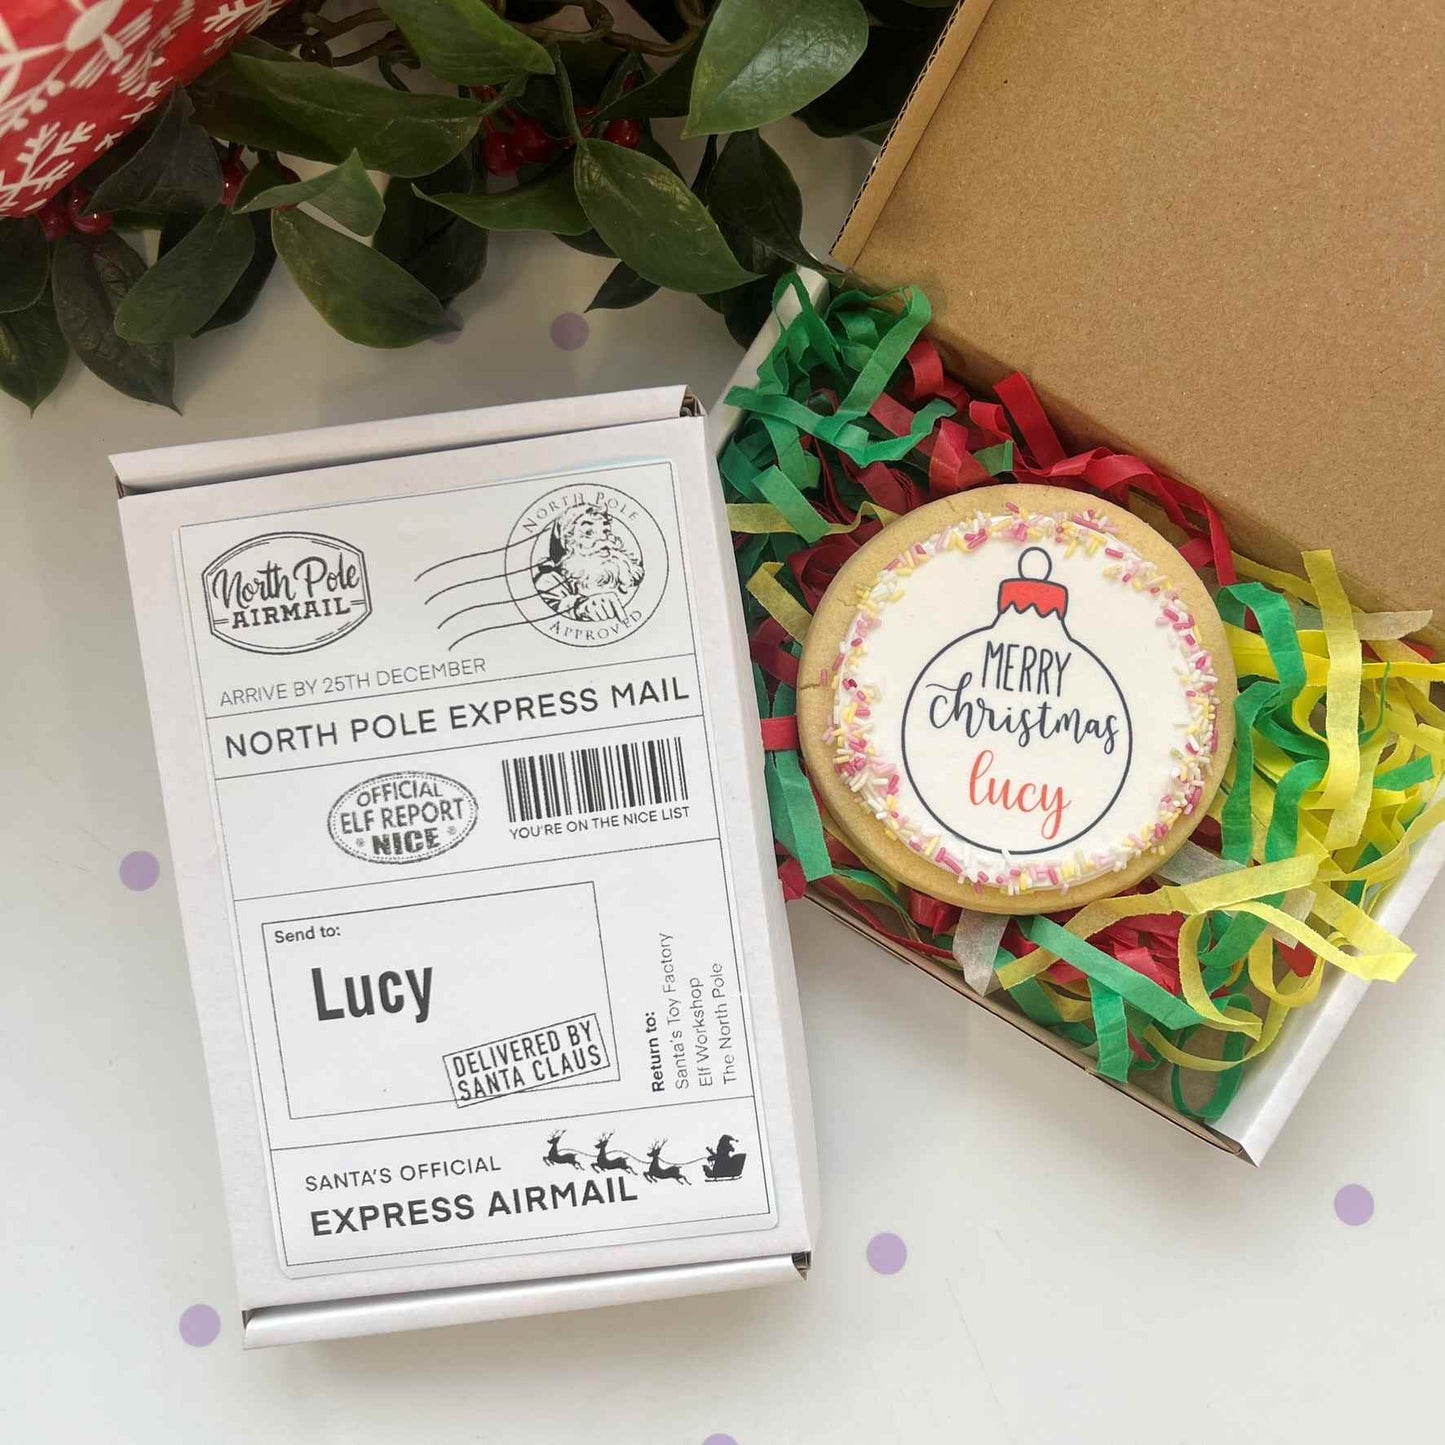 North Pole
AIRMAIL
NORTH POLE
APPROVED
ARRIVE BY 25TH DECEMBER
NORTH POLE EXPRESS MAIL
OFFICIAL
ELF REPORT
NICE
YOU'RE ON THE NICE LIST
Send to:
Lucy
DELIVERED BY
SANTA CLAUS
Return to:
Santa's Toy Factory
Elf Workshop
The North Pole
SANTA'S OFFICIAL
EXPRESS AIRMAIL
MERRY
christmas
lucy